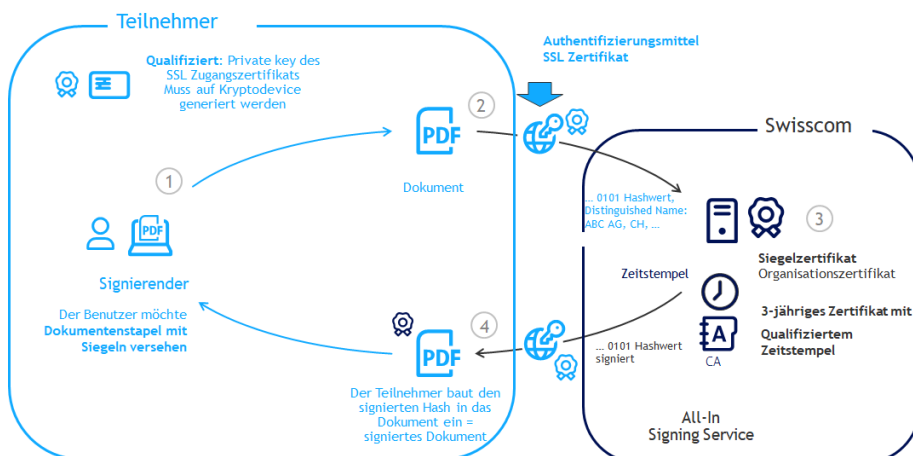 Teilnehmer
Qualifiziert: Private key des
SSL Zugangszertifikats
Muss auf Kryptodevice
generiert werden
Authentifizierungsmittel
SSL Zertifikat
2
PDF
Dokument
Swisscom
1
PDF
Signierender
Der Benutzer möchte
Dokumentenstapel mit
Siegeln versehen
... 0101 Hashwert,
Distinguished Name:
ABC AG, CH, ...
3
Siegelzertifikat
Organisationszertifikat
Zeitstempel
3-jähriges Zertifikat mit
Qualifiziertem
Zeitstempel
A
CA
4
PDF
... 0101 Hashwert
signiert
Der Teilnehmer baut den
signierten Hash in das
Dokument ein =
signiertes Dokument
All-In
Signing Service